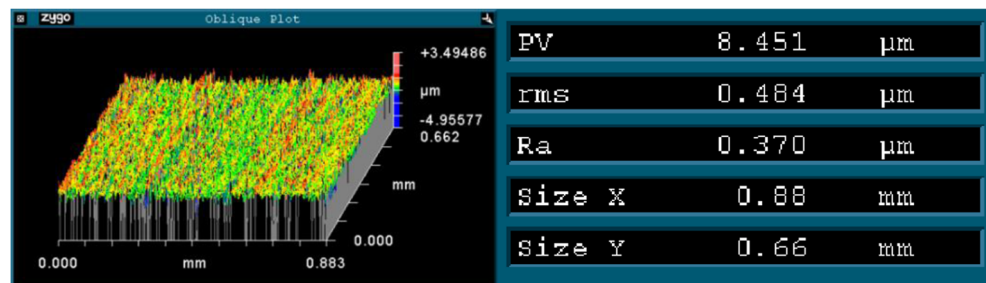 zygo Oblique Plot
+3.49486
µm
-4.95577
0.662
mm
0.000
0.000 mm 0.883
PV 8.451 µm
rms 0.484 µm
Ra 0.370 µm
Size X 0.88 mm
Size Y 0.66 mm